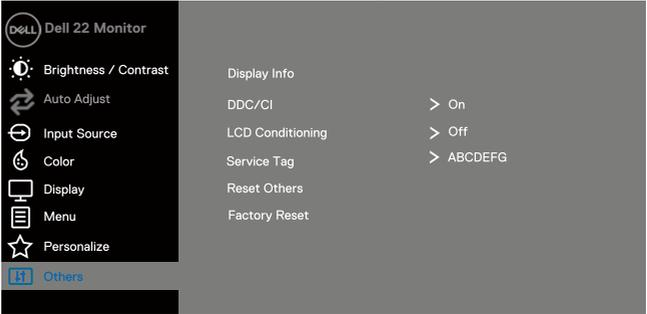 DELL Dell 22 Monitor
Brightness / Contrast
Auto Adjust
Input Source
Color
Display
Menu
Personalize
Others
Display Info
DDC/CI > On
LCD Conditioning > Off
Service Tag > ABCDEFG
Reset Others
Factory Reset